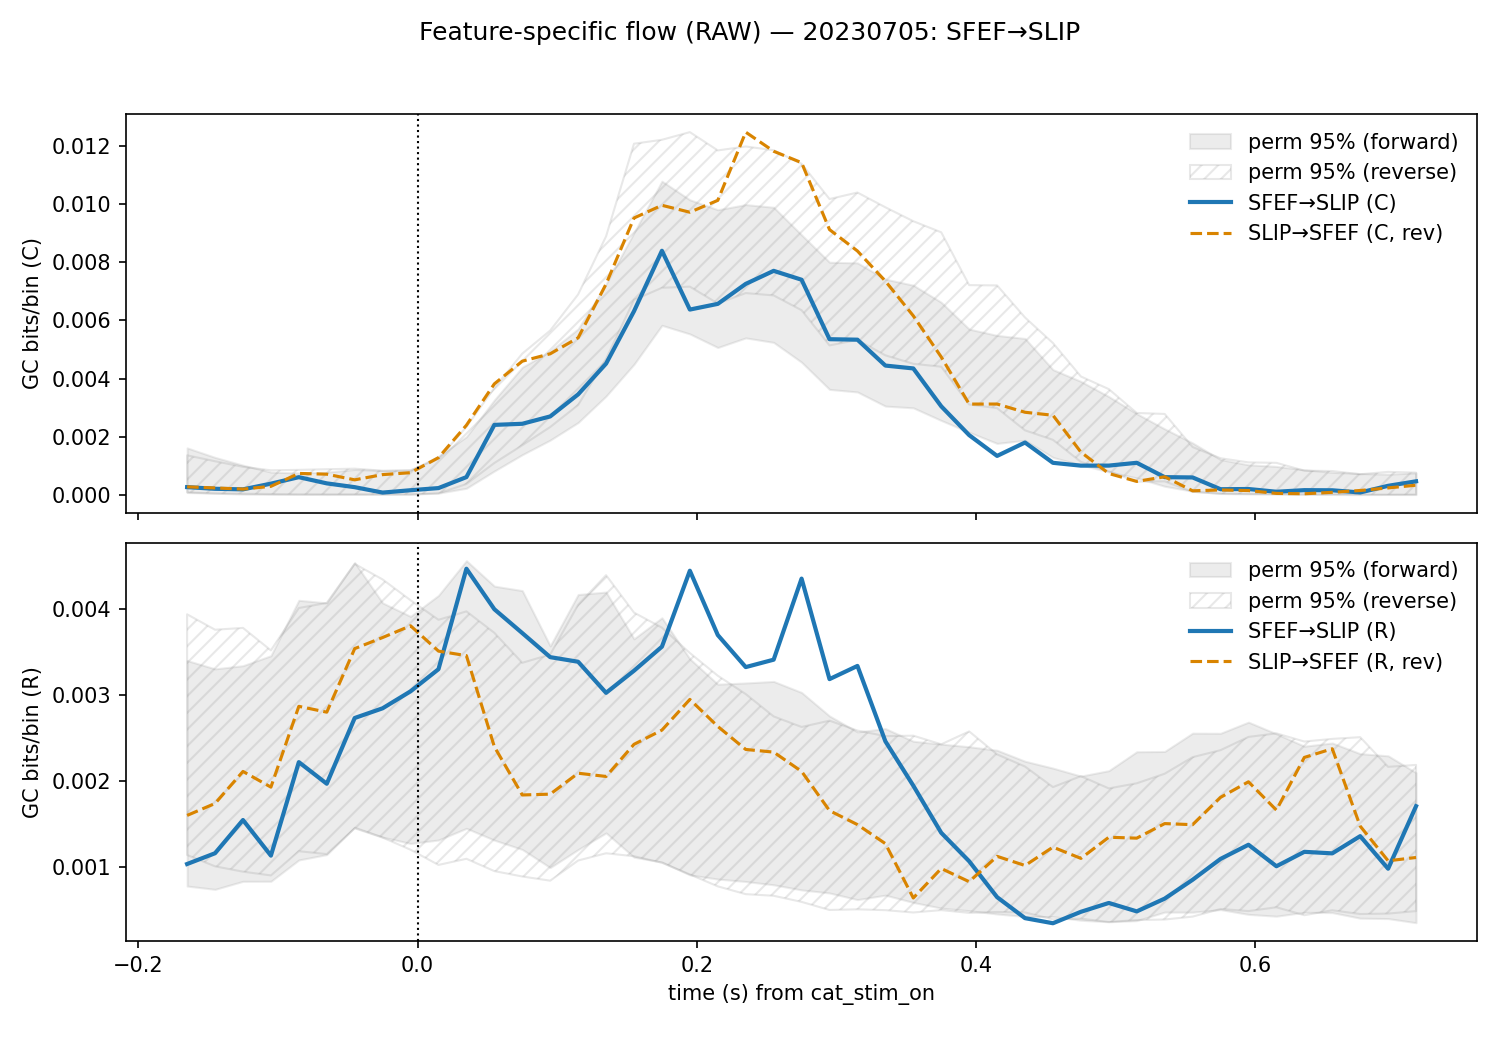 Feature-specific flow (RAW) — 20230705: SFEF→SLIP
GC bits/bin (C)
0.012
0.010
0.008
0.006
0.004
0.002
0.000
perm 95% (forward)
perm 95% (reverse)
SFEF→SLIP (C)
SLIP→SFEF (C, rev)
GC bits/bin (R)
0.004
0.003
0.002
0.001
perm 95% (forward)
perm 95% (reverse)
SFEF→SLIP (R)
SLIP→SFEF (R, rev)
−0.2 0.0 0.2 0.4 0.6
time (s) from cat_stim_on